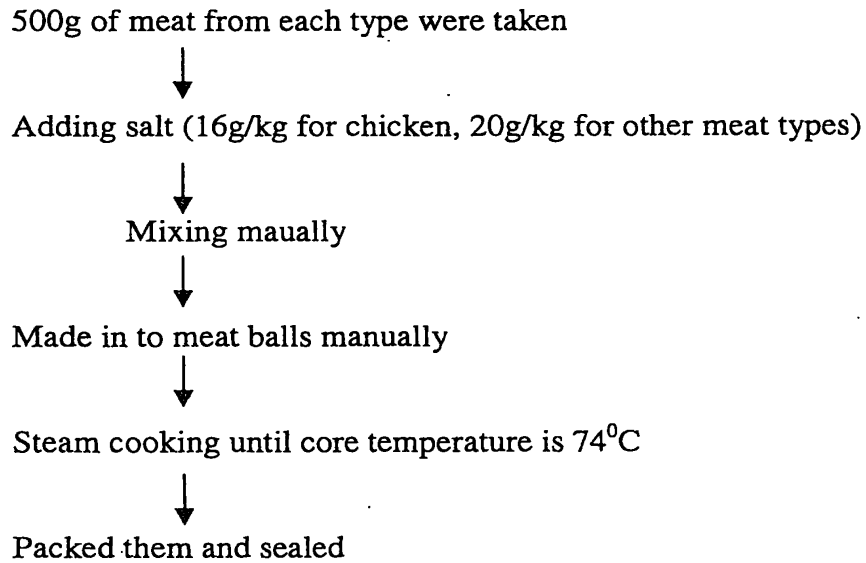 500g of meat from each type were taken
Adding salt (16g/kg for chicken, 20g/kg for other meat types)
Mixing maually
Made in to meat balls manually
Steam cooking until core temperature is 74⁰C
Packed them and sealed